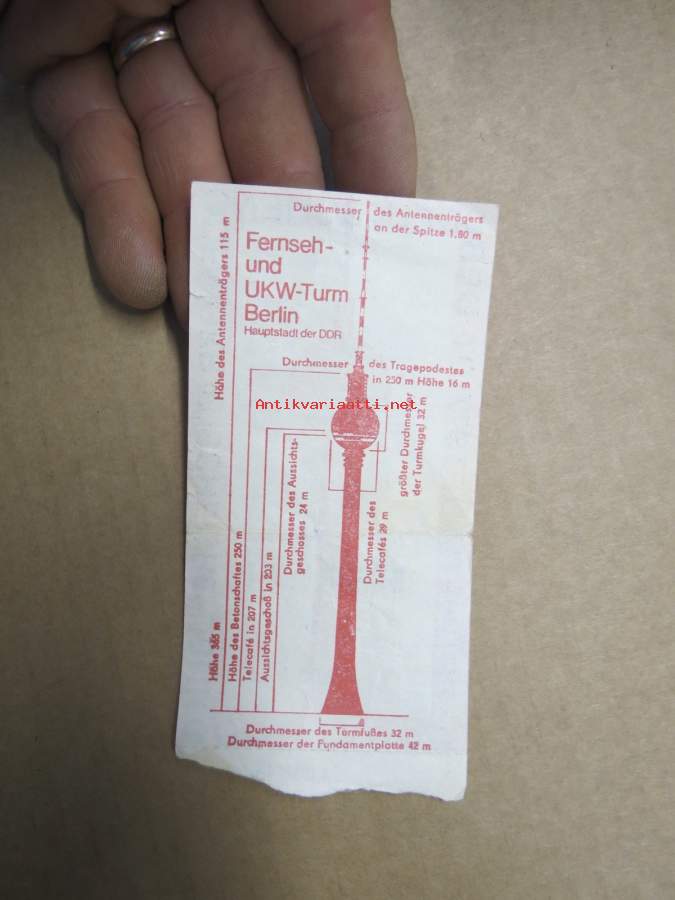 Durchmesser des Antennenträgers
an der Spitze 1,80 m
Fernseh-
und
UKW-Turm
Berlin
Hauptstadt der DDR
Höhe des Antennenträgers 115 m
Durchmesser des Tragepodestes
in 250 m Höhe 16 m
Antikvariaatti.net
größter Durchmesser
der Turmkugel 32 m
Durchmesser des Aussichts-
geschosses 24 m
Durchmesser des
Telecafés 29 m
Höhe 365 m
Höhe des Betonschaftes 250 m
Telecafé in 207 m
Aussichtsgeschoß in 203 m
Durchmesser des Turmfußes 32 m
Durchmesser der Fundamentplatte 42 m